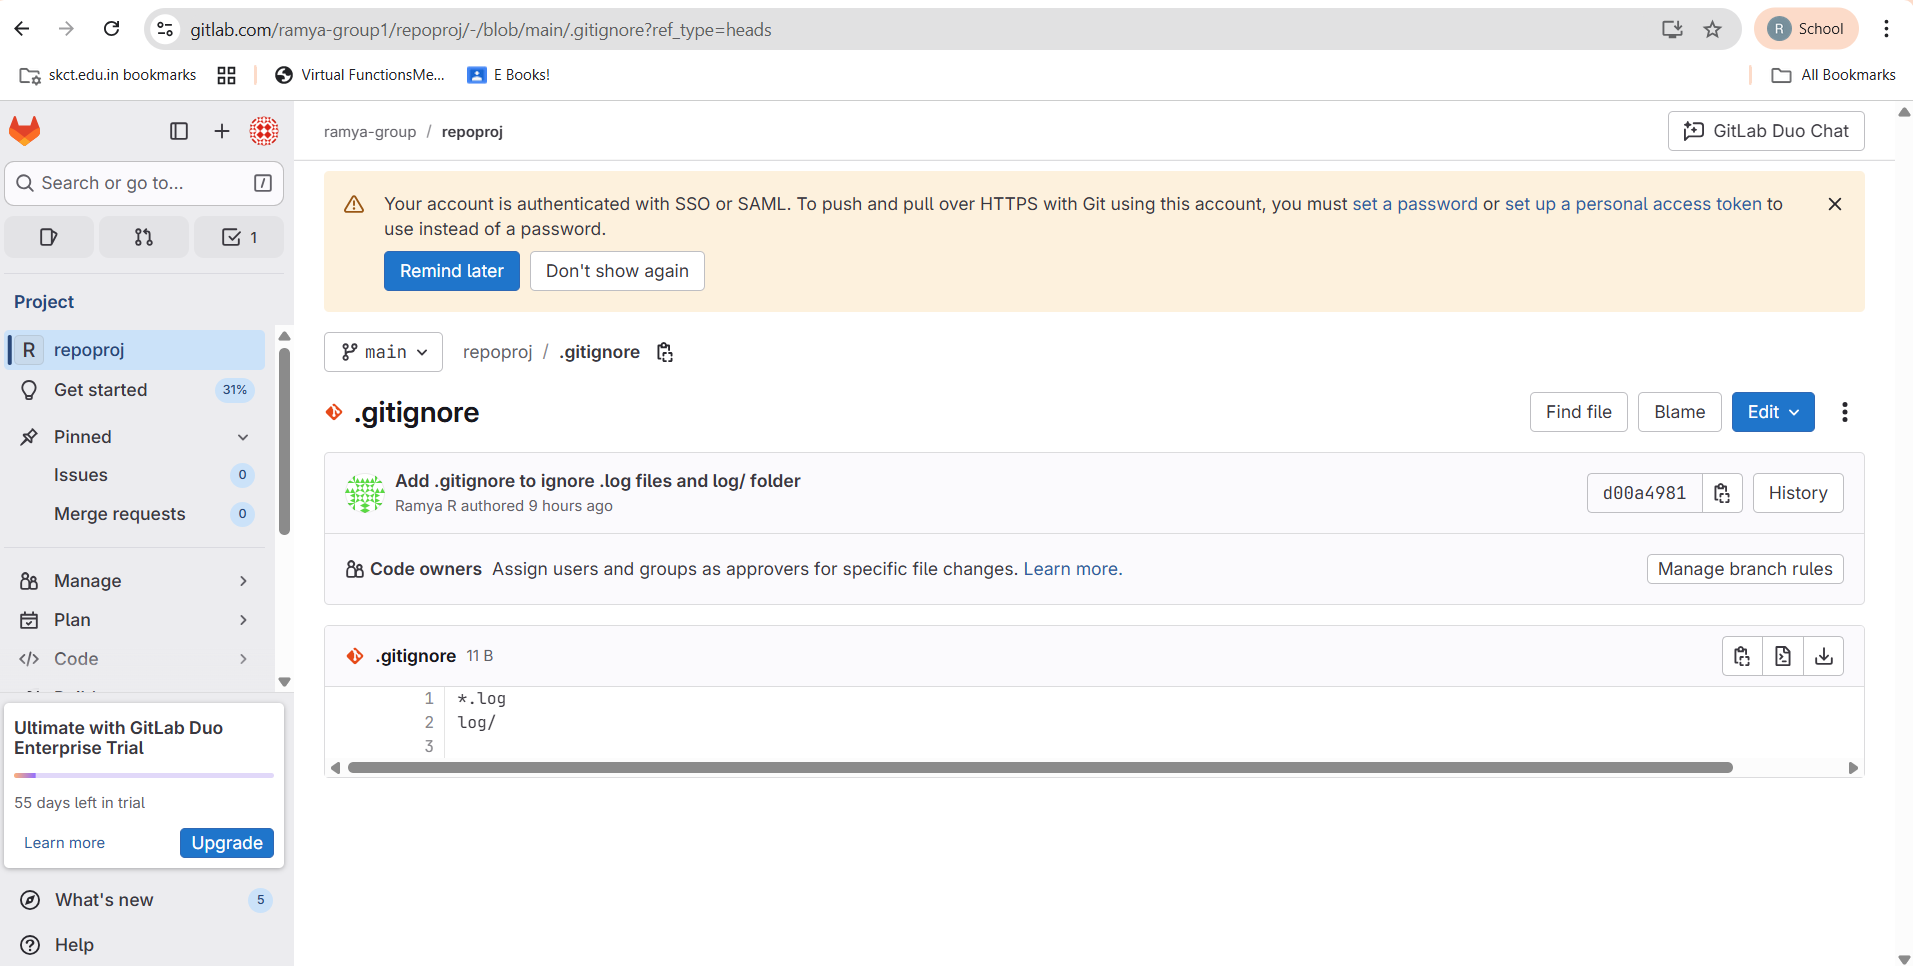 gitlab.com/ramya-group1/repoproj/-/blob/main/.gitignore?ref_type=heads
R School
skct.edu.in bookmarks
Virtual FunctionsMe...
E Books!
All Bookmarks
ramya-group / repoproj
GitLab Duo Chat
Search or go to... /
1
Your account is authenticated with SSO or SAML. To push and pull over HTTPS with Git using this account, you must set a password or set up a personal access token to
use instead of a password.
Remind later
Don't show again
Project
R repoproj
Get started 31%
Pinned
Issues 0
Merge requests 0
Manage
Plan
Code
main
repoproj / .gitignore
.gitignore
Find file
Blame
Edit
Add .gitignore to ignore .log files and log/ folder
Ramya R authored 9 hours ago
d00a4981
History
Code owners Assign users and groups as approvers for specific file changes. Learn more.
Manage branch rules
.gitignore 11 B
1 *.log
2 log/
3
Ultimate with GitLab Duo
Enterprise Trial
55 days left in trial
Learn more
Upgrade
What's new 5
Help